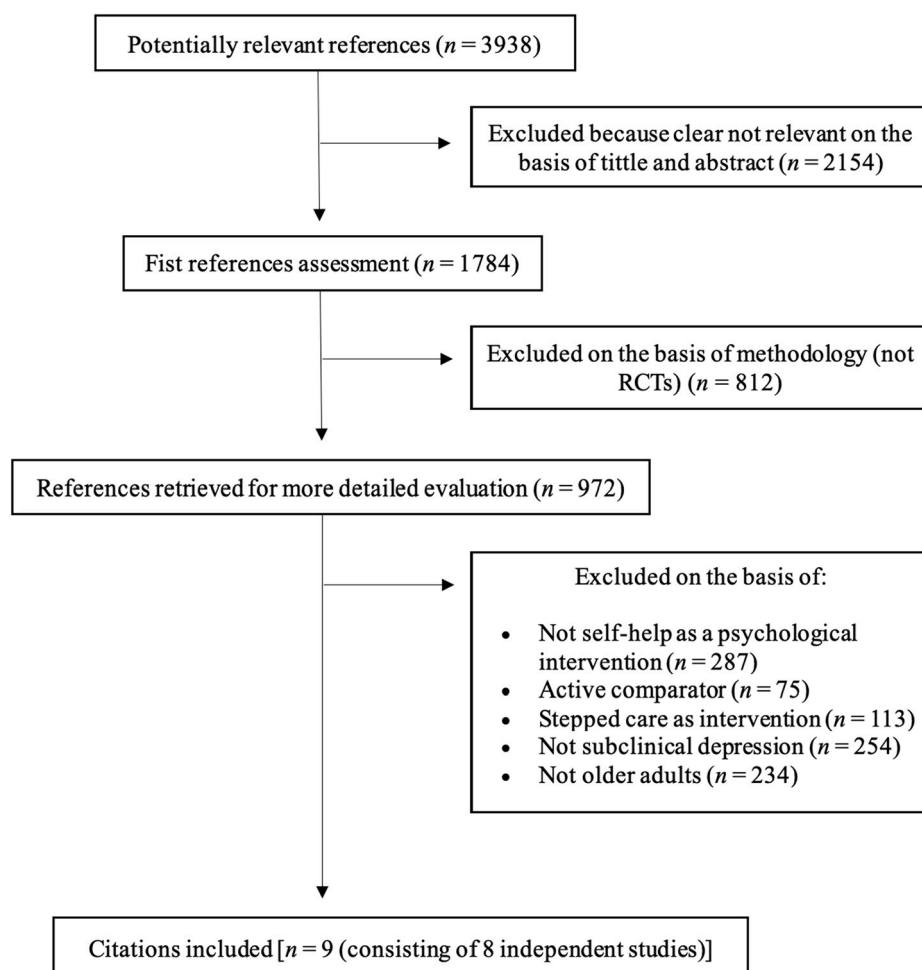 Potentially relevant references (n = 3938)
Excluded because clear not relevant on the
basis of tittle and abstract (n = 2154)
Fist references assessment (n = 1784)
Excluded on the basis of methodology (not
RCTs) (n = 812)
References retrieved for more detailed evaluation (n = 972)
Excluded on the basis of:
• Not self-help as a psychological
intervention (n = 287)
• Active comparator (n = 75)
• Stepped care as intervention (n = 113)
• Not subclinical depression (n = 254)
• Not older adults (n = 234)
Citations included [n = 9 (consisting of 8 independent studies)]